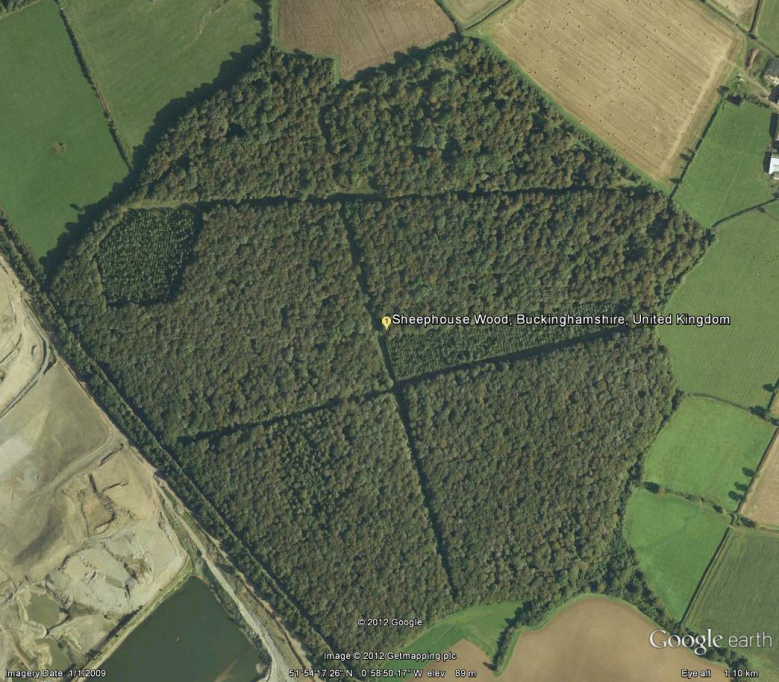 1 Sheephouse Wood, Buckinghamshire, United Kingdom
© 2012 Google
Image © 2012 Getmapping plc
Google earth
Imagery Date: 1/1/2009 51°54'17.26" N 0°58'50.17" W elev 89 m Eye alt 1.10 km